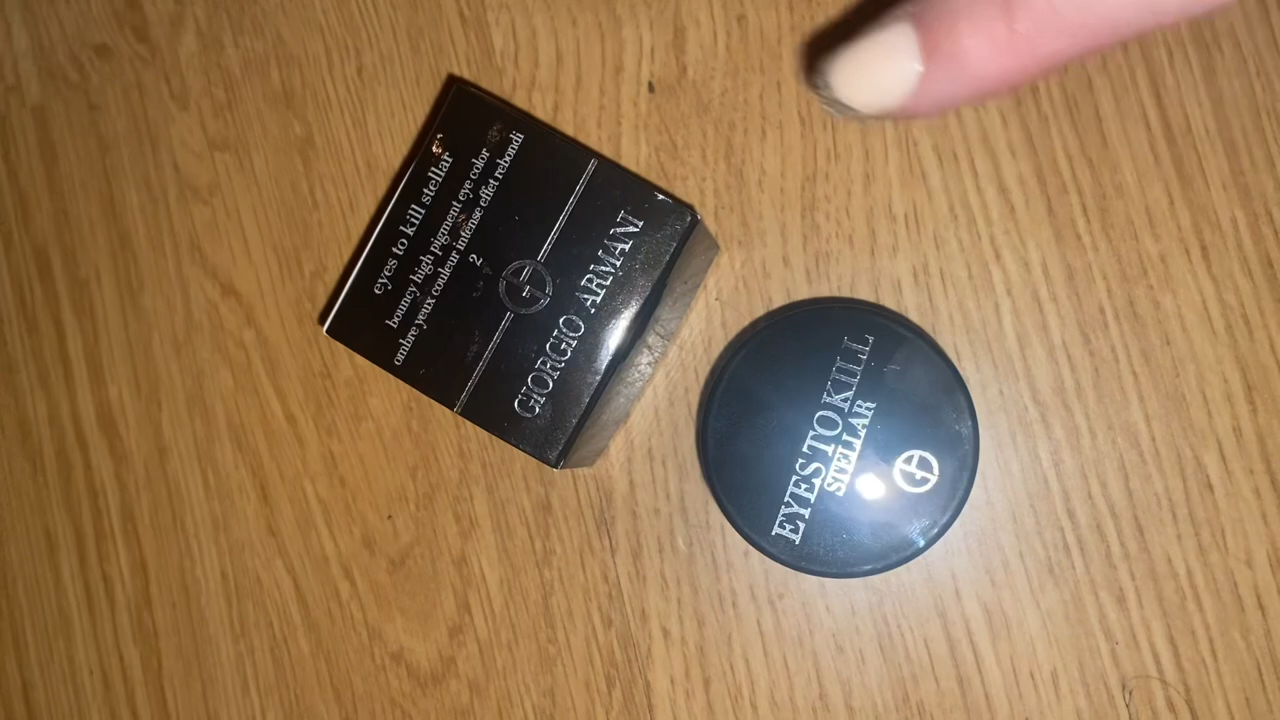 eyes to kill stellar
bouncy high pigment eye color
ombre yeux couleur intense effet rebondi
2
GIORGIO ARMANI
EYES TO KILL
STELLAR